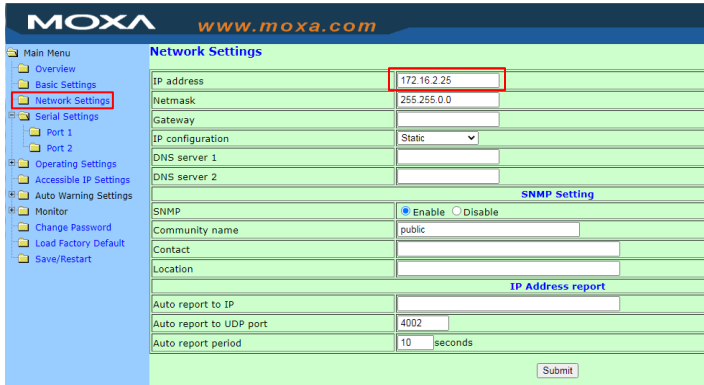 MOXA www.moxa.com
Main Menu
Overview
Basic Settings
Network Settings
Serial Settings
Port 1
Port 2
Operating Settings
Accessible IP Settings
Auto Warning Settings
Monitor
Change Password
Load Factory Default
Save/Restart
Network Settings
IP address 172.16.2.25
Netmask 255.255.0.0
Gateway
IP configuration Static
DNS server 1
DNS server 2
SNMP Setting
SNMP Enable Disable
Community name public
Contact
Location
IP Address report
Auto report to IP
Auto report to UDP port 4002
Auto report period 10 seconds
Submit